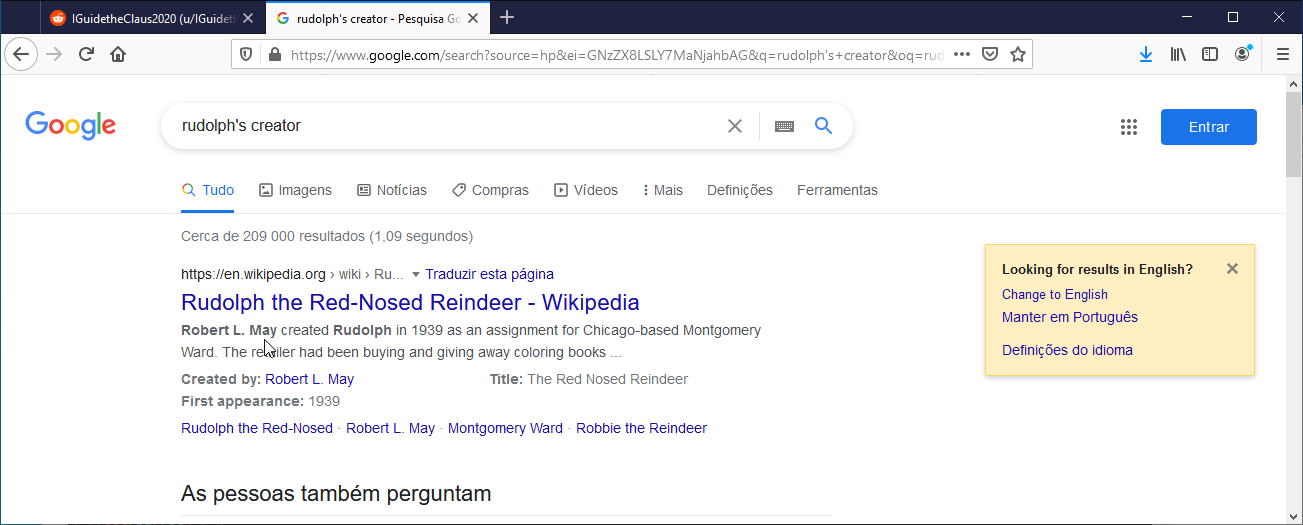 IGuidetheClaus2020 (u/IGuidet
rudolph's creator - Pesquisa Go
https://www.google.com/search?source=hp&ei=GNzZX8LSLY7MaNjahbAG&q=rudolph's+creator&oq=rud
Google
rudolph's creator
Entrar
Tudo Imagens Notícias Compras Vídeos Mais Definições Ferramentas
Cerca de 209 000 resultados (1,09 segundos)
https://en.wikipedia.org › wiki › Ru... Traduzir esta página
Rudolph the Red-Nosed Reindeer - Wikipedia
Robert L. May created Rudolph in 1939 as an assignment for Chicago-based Montgomery
Ward. The retailer had been buying and giving away coloring books ...
Created by: Robert L. May Title: The Red Nosed Reindeer
First appearance: 1939
Rudolph the Red-Nosed · Robert L. May · Montgomery Ward · Robbie the Reindeer
As pessoas também perguntam
Looking for results in English?
Change to English
Manter em Português
Definições do idioma